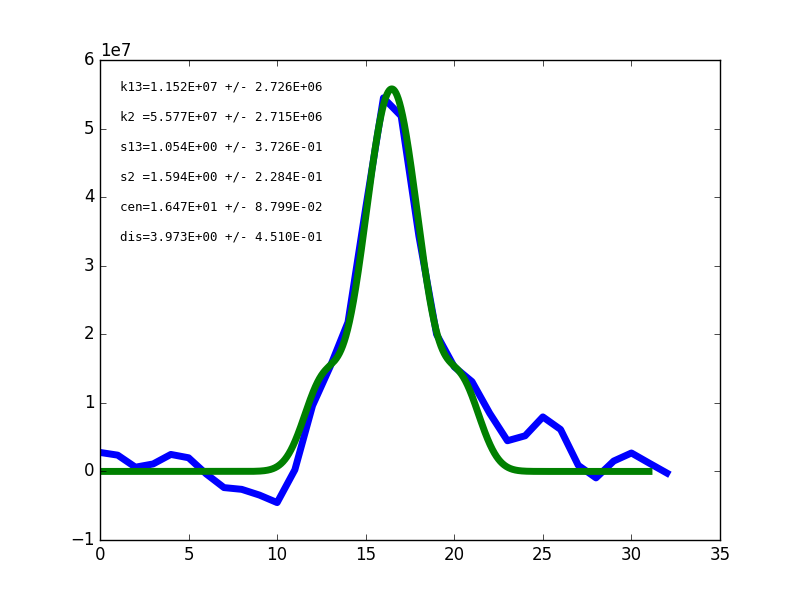 1e7
k13=1.152E+07 +/- 2.726E+06
k2 =5.577E+07 +/- 2.715E+06
s13=1.054E+00 +/- 3.726E-01
s2 =1.594E+00 +/- 2.284E-01
cen=1.647E+01 +/- 8.799E-02
dis=3.973E+00 +/- 4.510E-01
6
5
4
3
2
1
0
−1
0 5 10 15 20 25 30 35